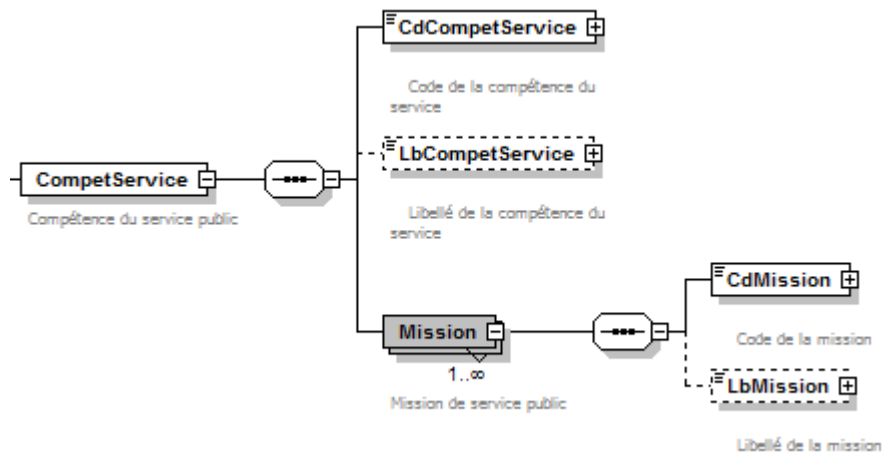 CdCompetService
Code de la compétence du
service
LbCompetService
CompetService
Compétence du service public
Libellé de la compétence du
service
CdMission
Mission
Code de la mission
1..∞
LbMission
Mission de service public
Libellé de la mission